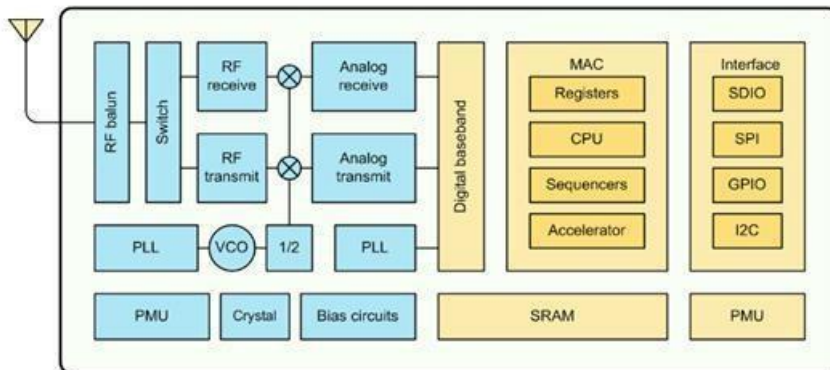 RF balun
Switch
RF
receive
Analog
receive
RF
transmit
Analog
transmit
PLL
VCO
1/2
PLL
Digital baseband
MAC
Registers
CPU
Sequencers
Accelerator
Interface
SDIO
SPI
GPIO
I2C
PMU
Crystal
Bias circuits
SRAM
PMU